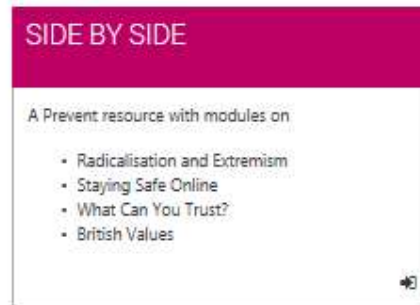 SIDE BY SIDE
A Prevent resource with modules on
• Radicalisation and Extremism
• Staying Safe Online
• What Can You Trust?
• British Values